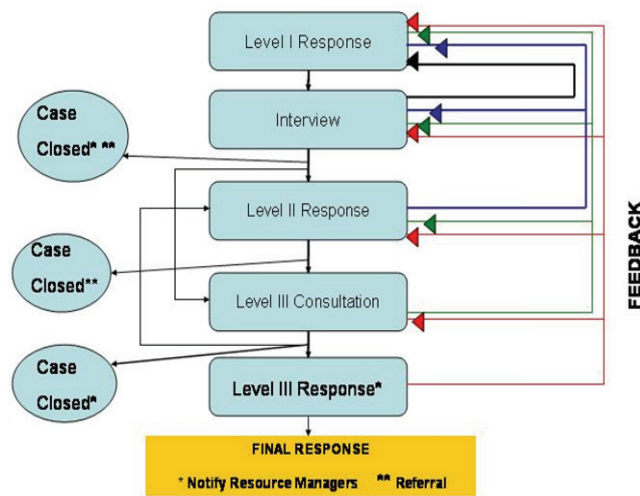 Level I Response
Interview
Case
Closed* **
Level II Response
Case
Closed**
Level III Consultation
Case
Closed*
Level III Response*
FEEDBACK
FINAL RESPONSE
* Notify Resource Managers ** Referral